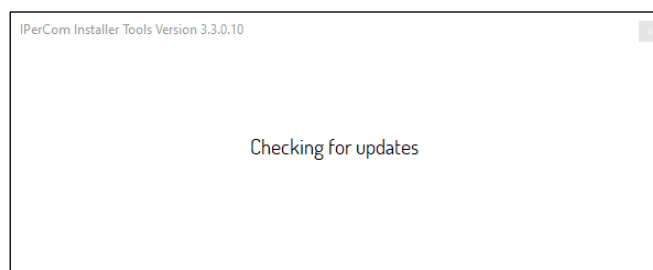 IPerCom Installer Tools Version 3.3.0.10
Checking for updates